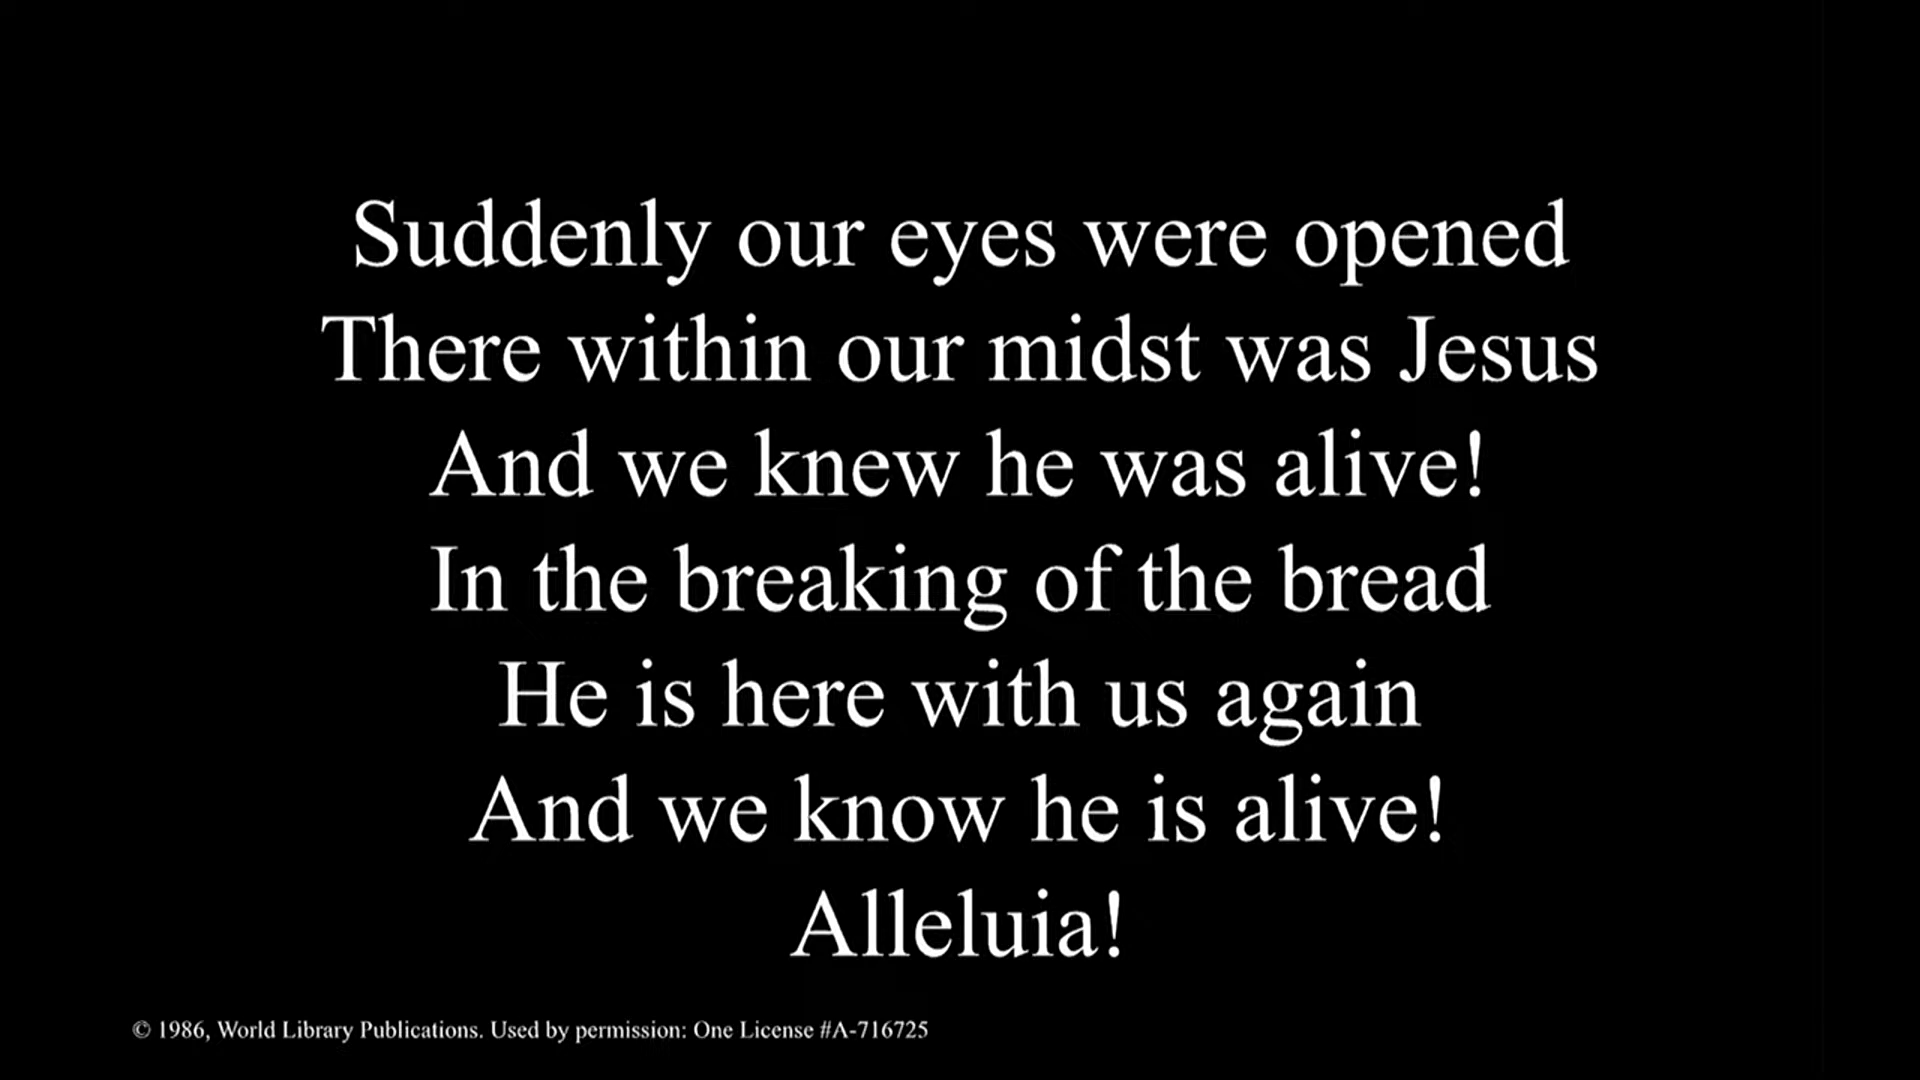 Suddenly our eyes were opened
There within our midst was Jesus
And we knew he was alive!
In the breaking of the bread
He is here with us again
And we know he is alive!
Alleluia!
© 1986, World Library Publications. Used by permission: One License #A-716725